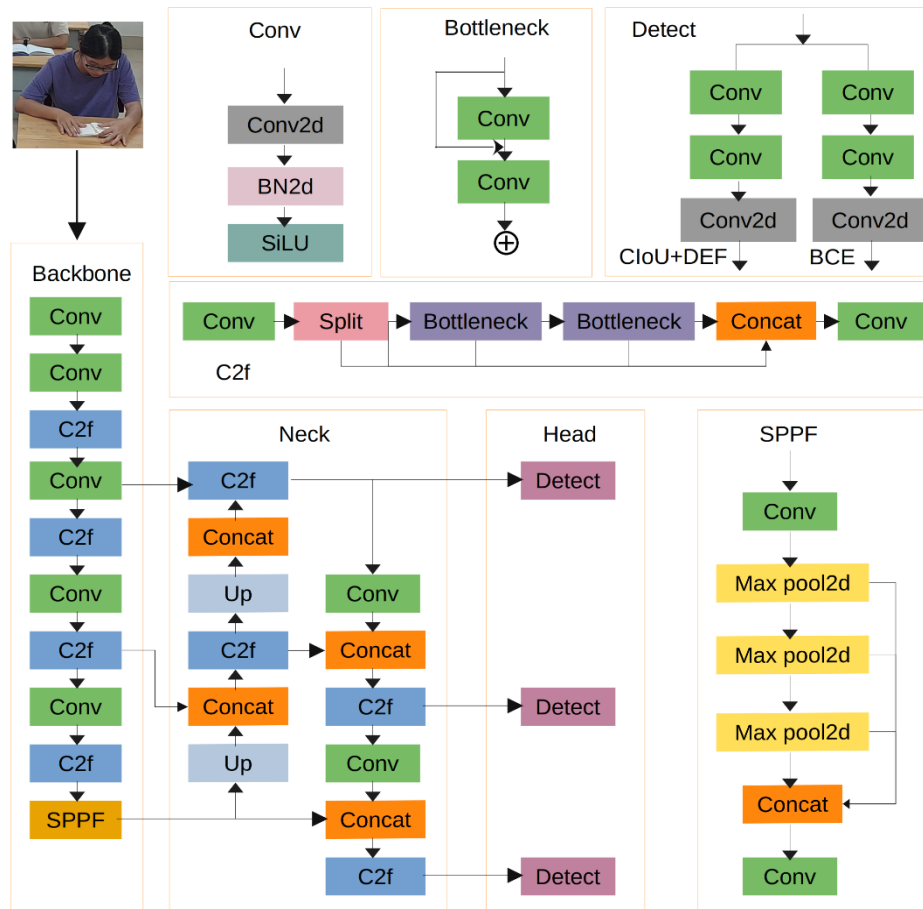 Conv
Conv2d
BN2d
SiLU
Bottleneck
Conv
Conv
Detect
Conv
Conv
Conv
Conv
Conv2d
Conv2d
CIoU+DEF
BCE
Backbone
Conv
Conv
C2f
Conv
C2f
Conv
C2f
Conv
C2f
SPPF
Conv
Split
Bottleneck
Bottleneck
Concat
Conv
C2f
Neck
C2f
Concat
Up
C2f
Concat
Up
Conv
Concat
C2f
Conv
Concat
C2f
Head
Detect
Detect
Detect
SPPF
Conv
Max pool2d
Max pool2d
Max pool2d
Concat
Conv